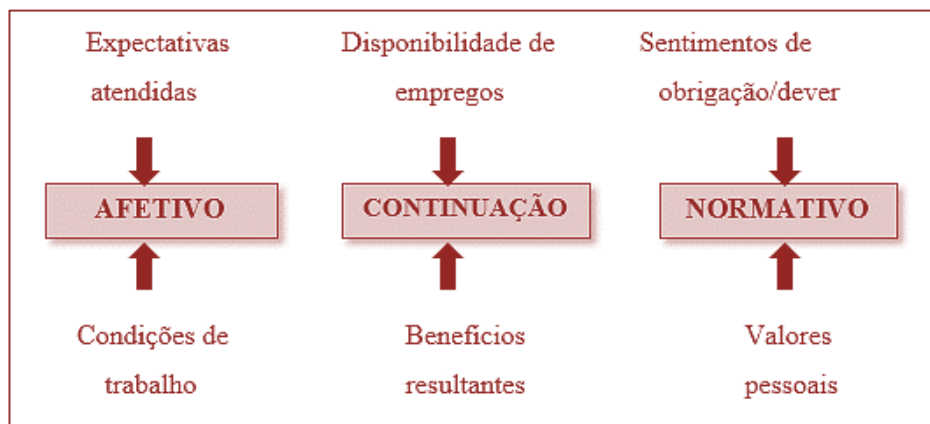 Expectativas
atendidas
Disponibilidade de
empregos
Sentimentos de
obrigação/dever
AFETIVO
CONTINUAÇÃO
NORMATIVO
Condições de
trabalho
Benefícios
resultantes
Valores
pessoais